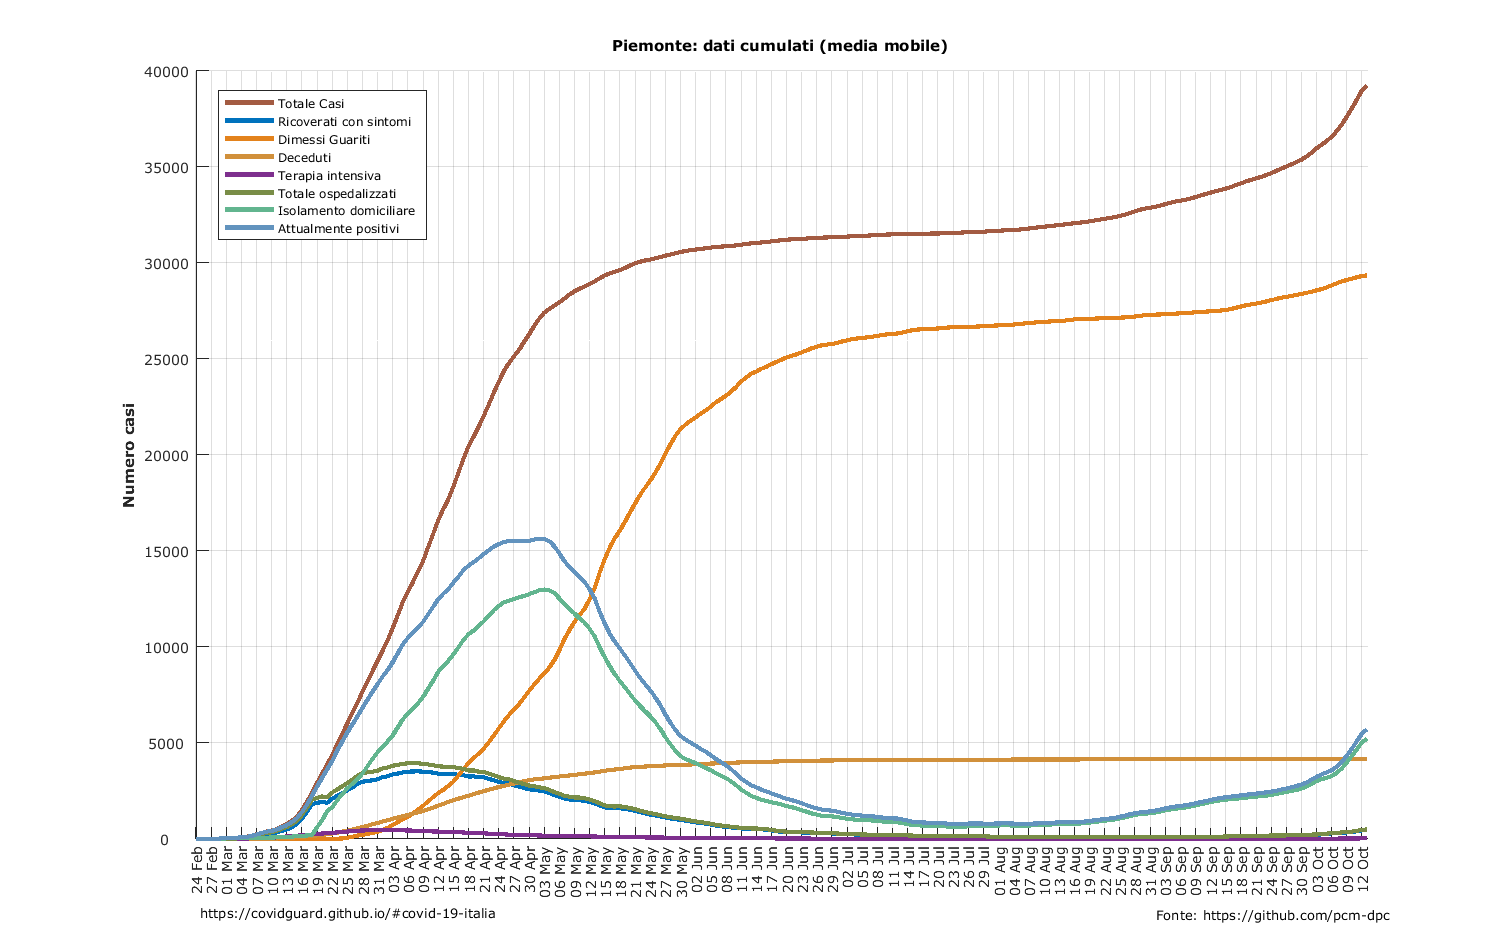 Piemonte: dati cumulati (media mobile)
40000
35000
30000
25000
20000
15000
10000
5000
0
Numero casi
Totale Casi
Ricoverati con sintomi
Dimessi Guariti
Deceduti
Terapia intensiva
Totale ospedalizzati
Isolamento domiciliare
Attualmente positivi
24 Feb
27 Feb
01 Mar
04 Mar
07 Mar
10 Mar
13 Mar
16 Mar
19 Mar
22 Mar
25 Mar
28 Mar
31 Mar
03 Apr
06 Apr
09 Apr
12 Apr
15 Apr
18 Apr
21 Apr
24 Apr
27 Apr
30 Apr
03 May
06 May
09 May
12 May
15 May
18 May
21 May
24 May
27 May
30 May
02 Jun
05 Jun
08 Jun
11 Jun
14 Jun
17 Jun
20 Jun
23 Jun
26 Jun
29 Jun
02 Jul
05 Jul
08 Jul
11 Jul
14 Jul
17 Jul
20 Jul
23 Jul
26 Jul
29 Jul
01 Aug
04 Aug
07 Aug
10 Aug
13 Aug
16 Aug
19 Aug
22 Aug
25 Aug
28 Aug
31 Aug
03 Sep
06 Sep
09 Sep
12 Sep
15 Sep
18 Sep
21 Sep
24 Sep
27 Sep
30 Sep
03 Oct
06 Oct
09 Oct
12 Oct
https://covidguard.github.io/#covid-19-italia
Fonte: https://github.com/pcm-dpc